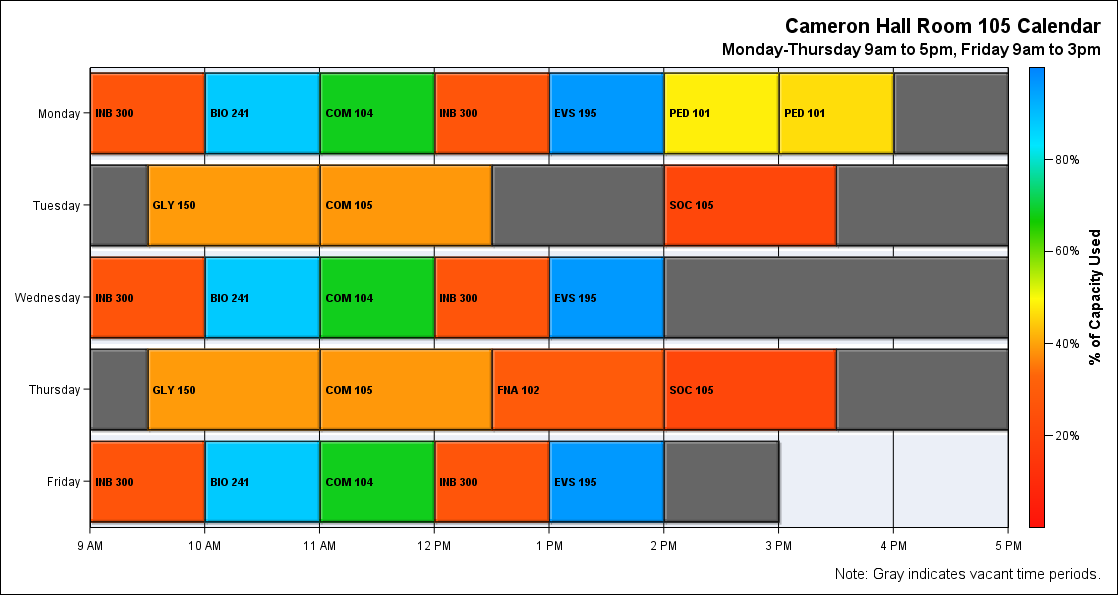 Cameron Hall Room 105 Calendar
Monday-Thursday 9am to 5pm, Friday 9am to 3pm
Monday INB 300 BIO 241 COM 104 INB 300 EVS 195 PED 101 PED 101
Tuesday GLY 150 COM 105 SOC 105
Wednesday INB 300 BIO 241 COM 104 INB 300 EVS 195
Thursday GLY 150 COM 105 FNA 102 SOC 105
Friday INB 300 BIO 241 COM 104 INB 300 EVS 195
9 AM 10 AM 11 AM 12 PM 1 PM 2 PM 3 PM 4 PM 5 PM
80%
60%
40%
20%
% of Capacity Used
Note: Gray indicates vacant time periods.